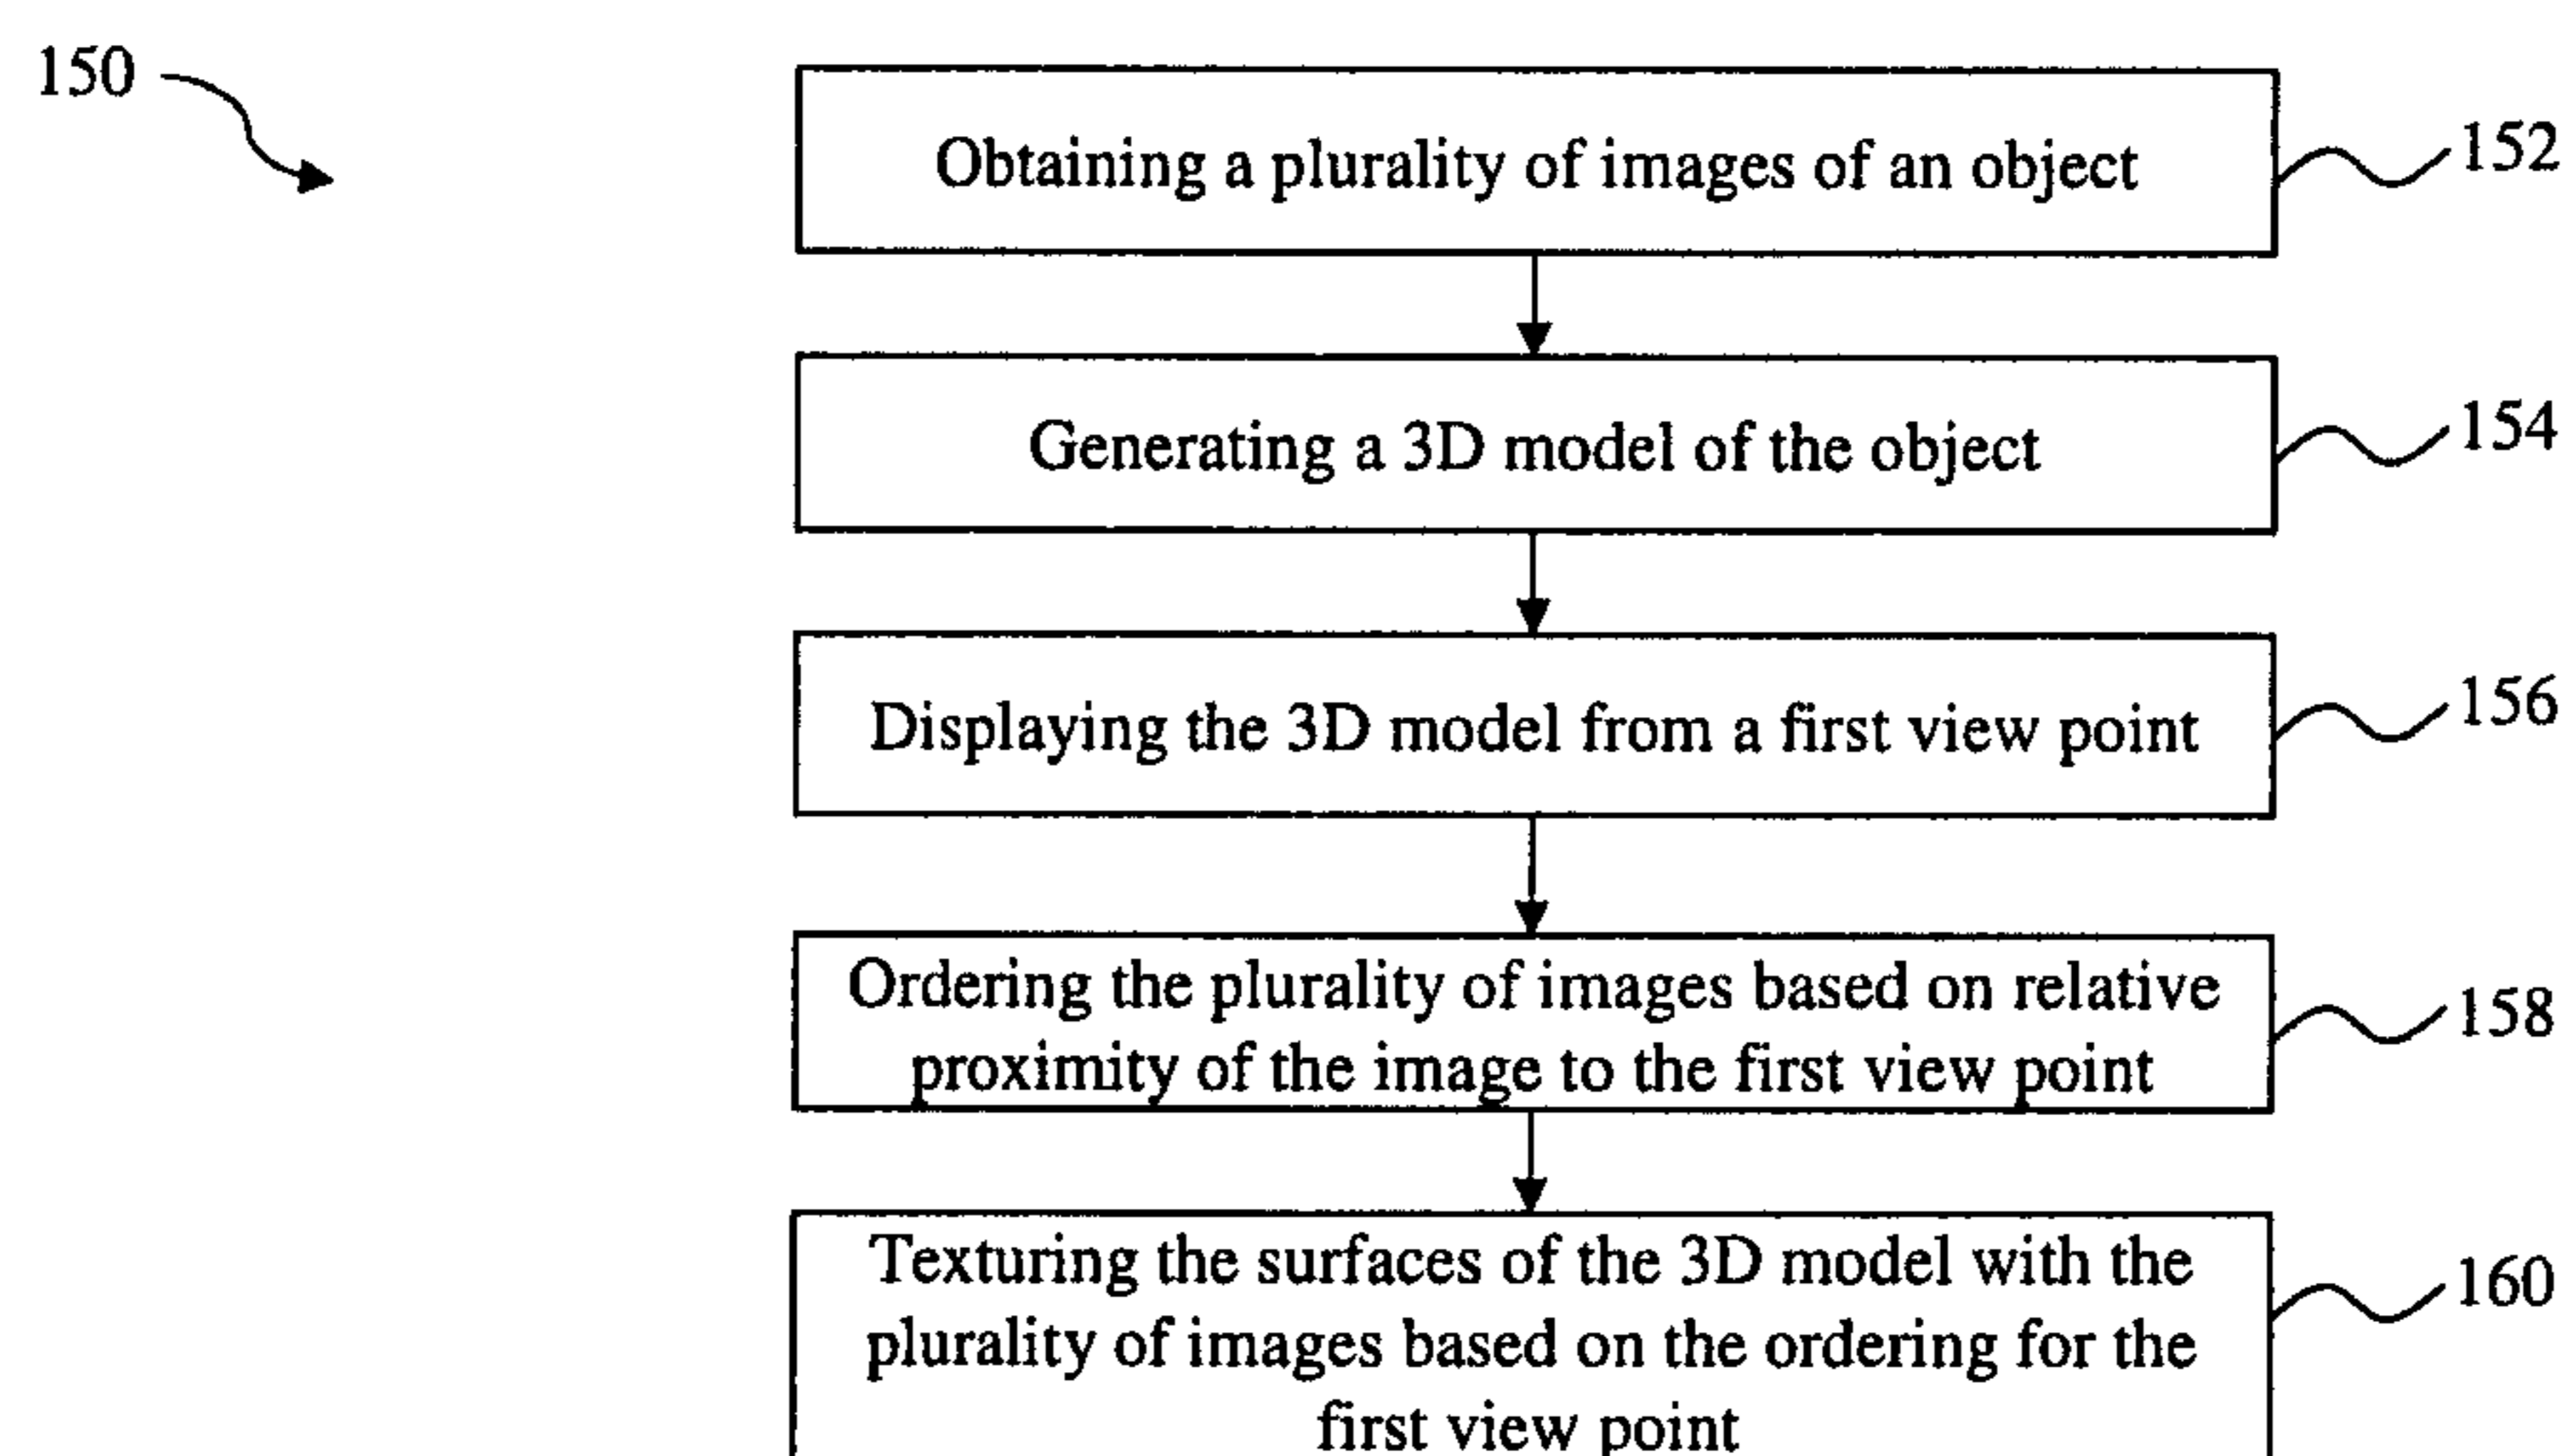 150
Obtaining a plurality of images of an object
152
Generating a 3D model of the object
154
Displaying the 3D model from a first view point
156
Ordering the plurality of images based on relative
proximity of the image to the first view point
158
Texturing the surfaces of the 3D model with the
plurality of images based on the ordering for the
first view point
160